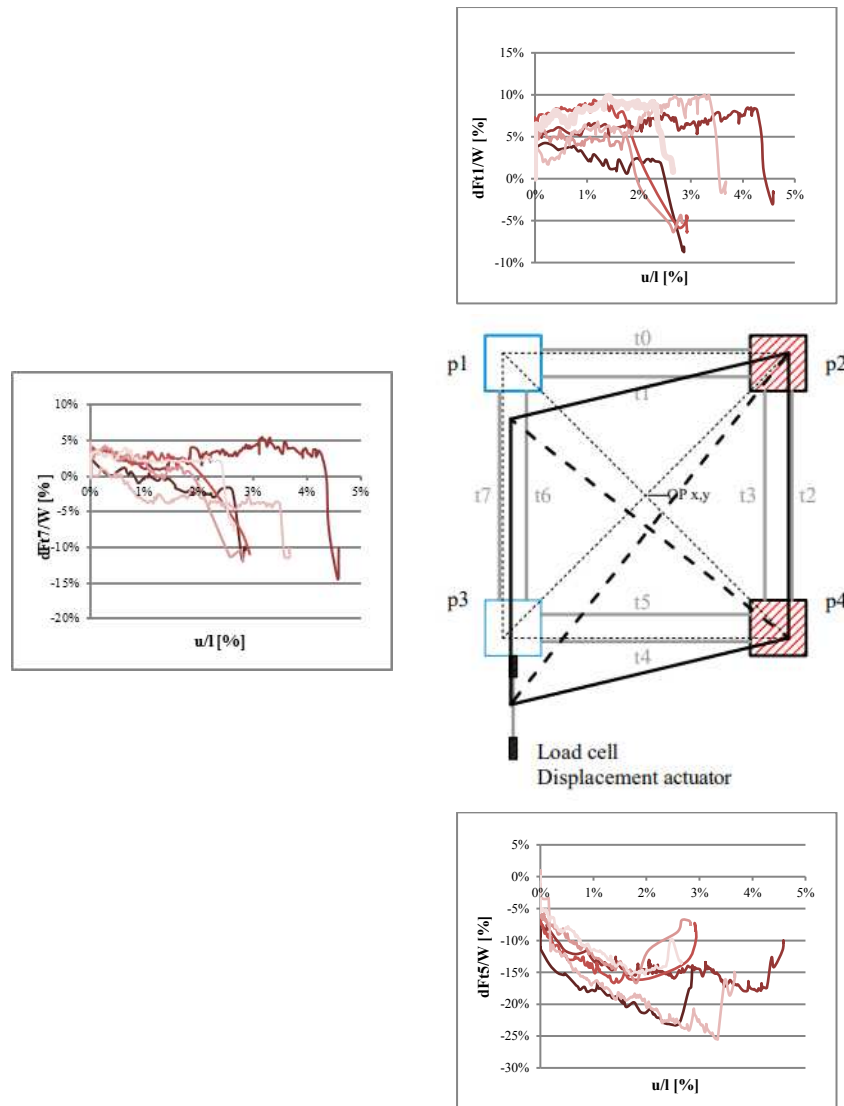 15%
10%
5%
0%
0% 1% 2% 3% 4% 5%
-5%
-10%
dFt1/W [%]
u/l [%]
10%
5%
0%
0% 1% 2% 3% 4% 5%
-5%
-10%
-15%
-20%
dFt7/W [% ]
u/l [%]
p1 t0 p2
t1
t7 t6 OP x,y t3 t2
p3 t5 p4
t4
Load cell
Displacement actuator
5%
0%
0% 1% 2% 3% 4% 5%
-5%
-10%
-15%
-20%
-25%
-30%
dFt5/W [%]
u/l [%]